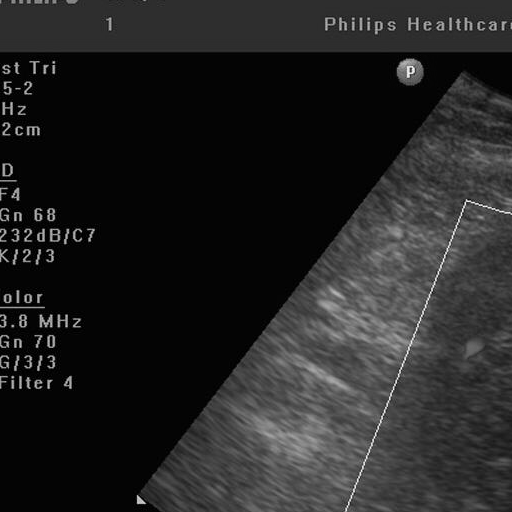 1
Philips Healthcar
st Tri
5-2
Hz
2cm
P
D
F4
Gn 68
232dB/C7
K/2/3
olor
3.8 MHz
Gn 70
G/3/3
Filter 4